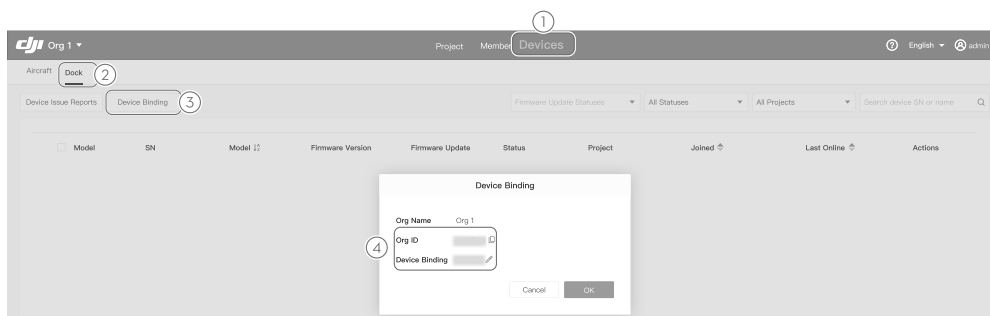 1
dji Org 1 Project Member Devices English admin
Aircraft Dock 2
Device Issue Reports Device Binding 3 Firmware Update Statuses All Statuses All Projects Search device SN or name
Model SN Model Firmware Version Firmware Update Status Project Joined Last Online Actions
Device Binding
Org Name Org 1
4 Org ID
Device Binding
Cancel OK